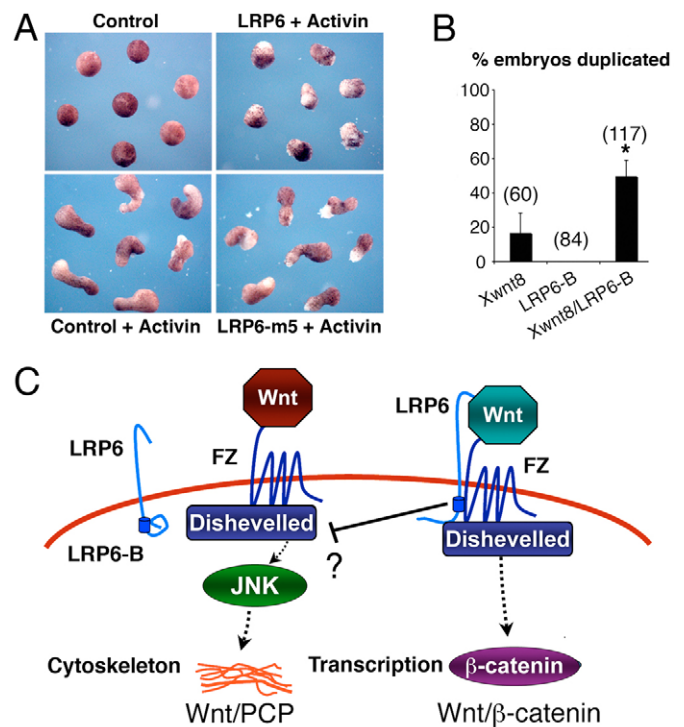 A
Control
LRP6 + Activin
Control + Activin
LRP6-m5 + Activin
B
% embryos duplicated
100
80
60
40
20
0
(60)
(84)
(117)
*
Xwnt8
LRP6-B
Xwnt8/LRP6-B
C
LRP6
LRP6-B
Wnt
FZ
Dishevelled
JNK
?
Cytoskeleton
Wnt/PCP
LRP6
Wnt
FZ
Dishevelled
Transcription
β-catenin
Wnt/β-catenin